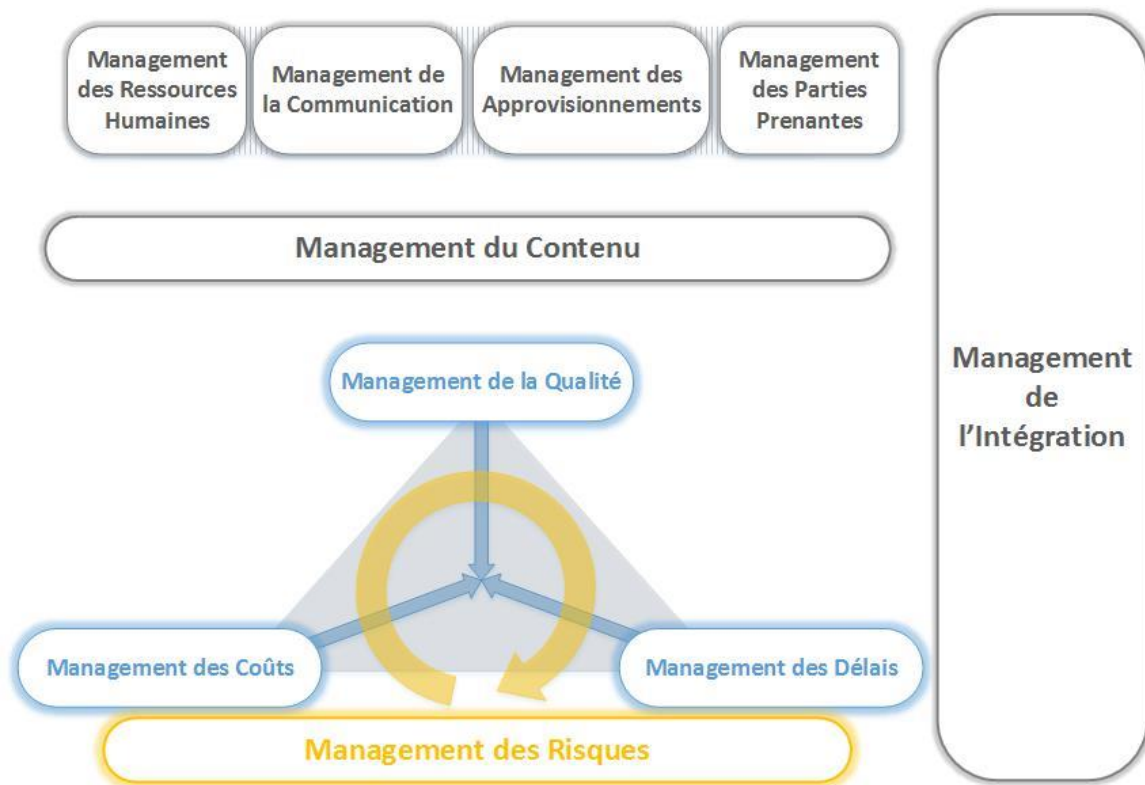 Management
des Ressources
Humaines
Management de
la Communication
Management des
Approvisionnements
Management
des Parties
Prenantes
Management du Contenu
Management de la Qualité
Management des Coûts
Management des Délais
Management des Risques
Management
de
l’Intégration